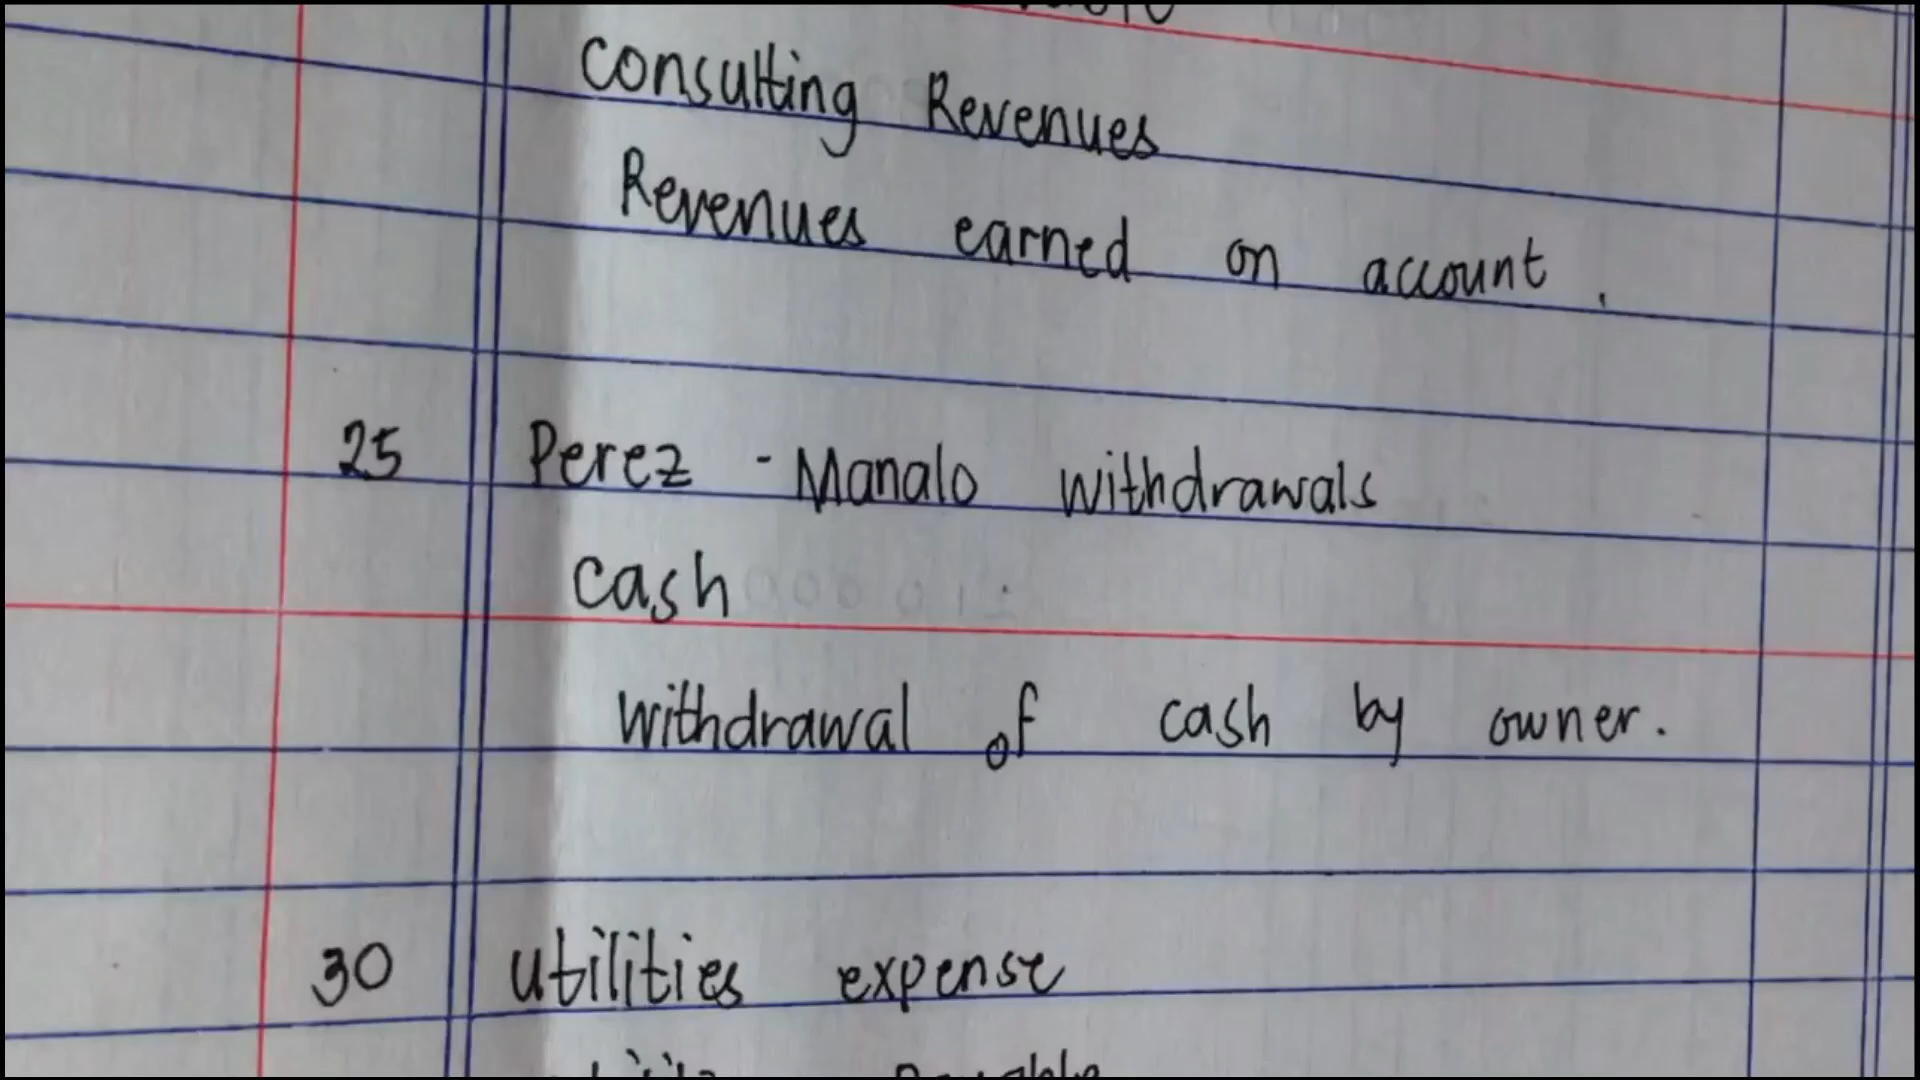 Consulting Revenues
Revenues earned on account.
25 Perez - Manalo withdrawals
cash
withdrawal of cash by owner.
30 utilities expense